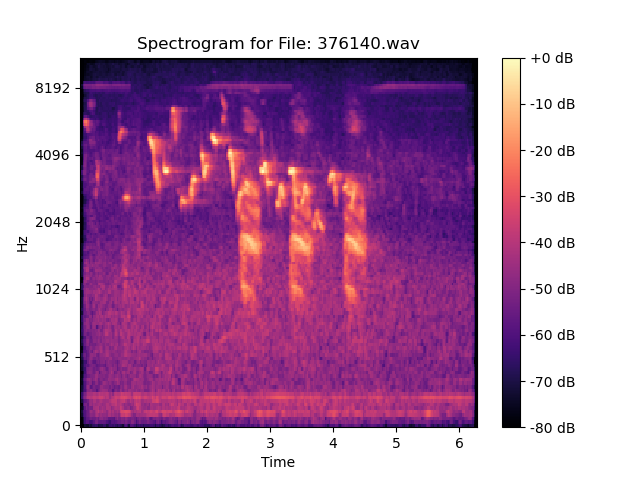 Spectrogram for File: 376140.wav
+0 dB
8192
-10 dB
4096
-20 dB
-30 dB
2048
Hz
-40 dB
1024
-50 dB
512
-60 dB
-70 dB
0
-80 dB
0 1 2 3 4 5 6
Time